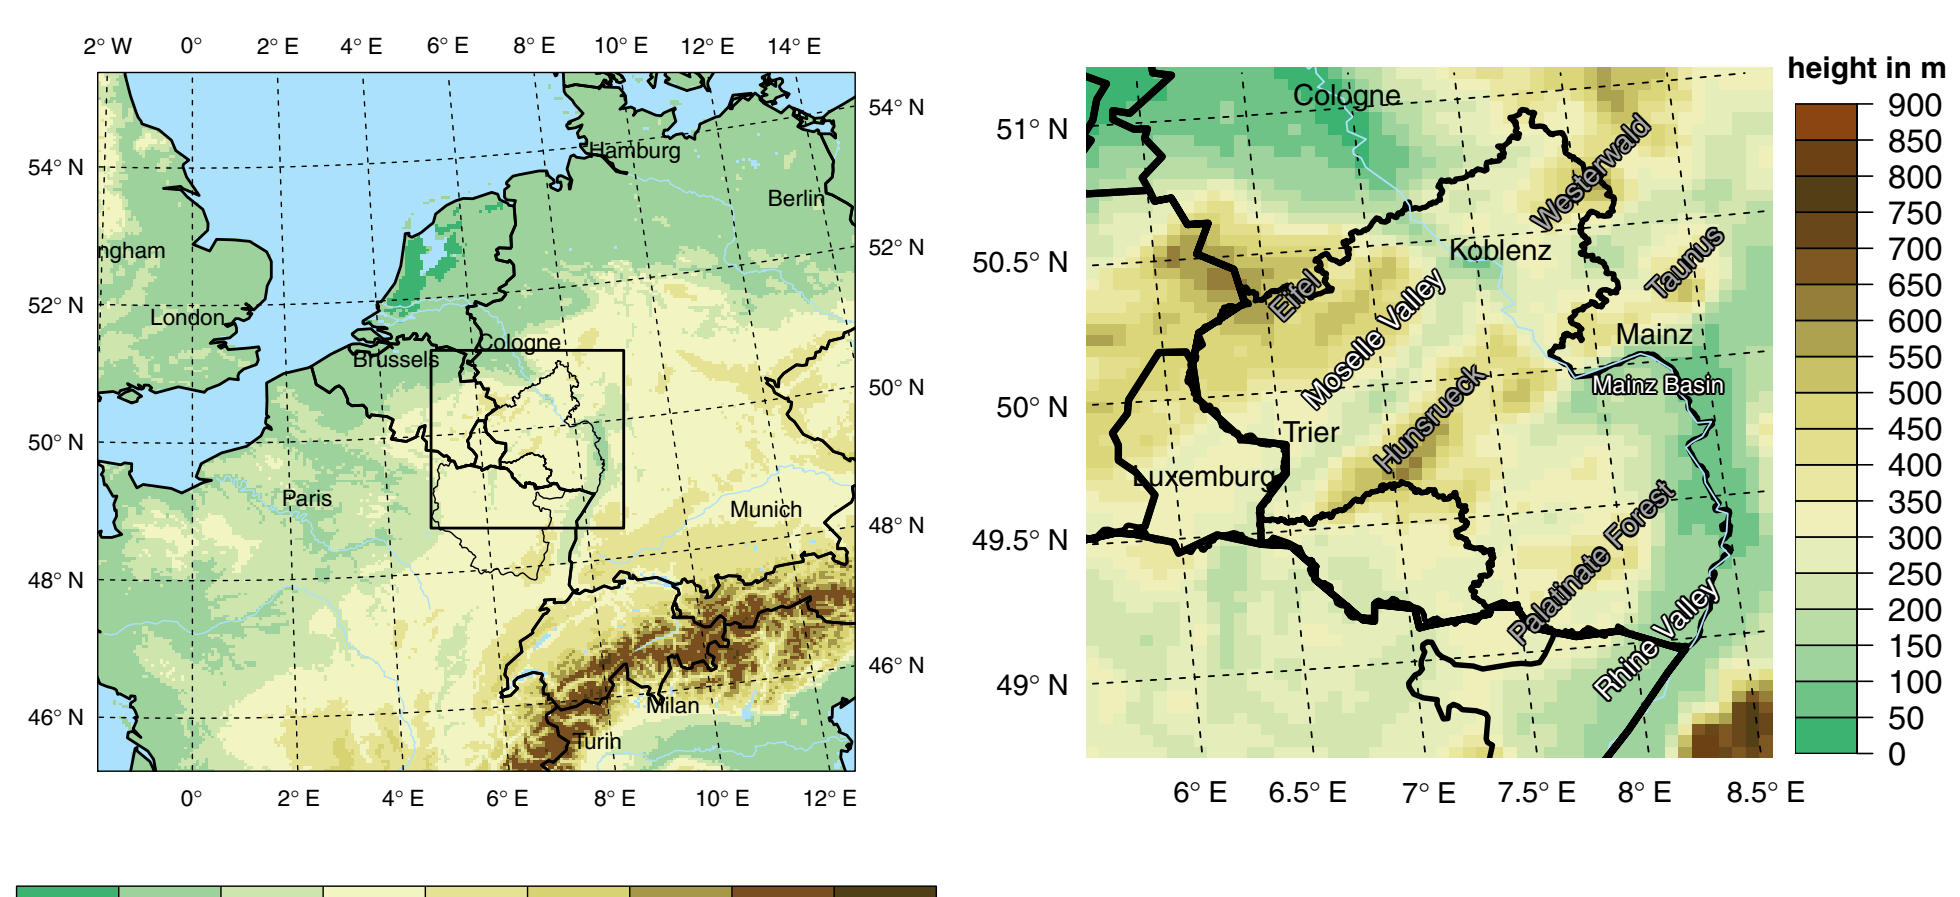 2° W 0° 2° E 4° E 6° E 8° E 10° E 12° E 14° E
54° N
52° N
50° N
48° N
46° N
54° N
52° N
50° N
48° N
46° N
Hamburg
Berlin
ngham
London
Cologne
Brussels
Paris
Munich
Milan
Turin
0° 2° E 4° E 6° E 8° E 10° E 12° E
51° N
50.5° N
50° N
49.5° N
49° N
Cologne
Westerwald
Koblenz
Taunus
Eifel
Moselle Valley
Mainz
Mainz Basin
Hunsrueck
Trier
Luxemburg
Palatinate Forest
Rhine Valley
6° E 6.5° E 7° E 7.5° E 8° E 8.5° E
height in m
900
850
800
750
700
650
600
550
500
450
400
350
300
250
200
150
100
50
0